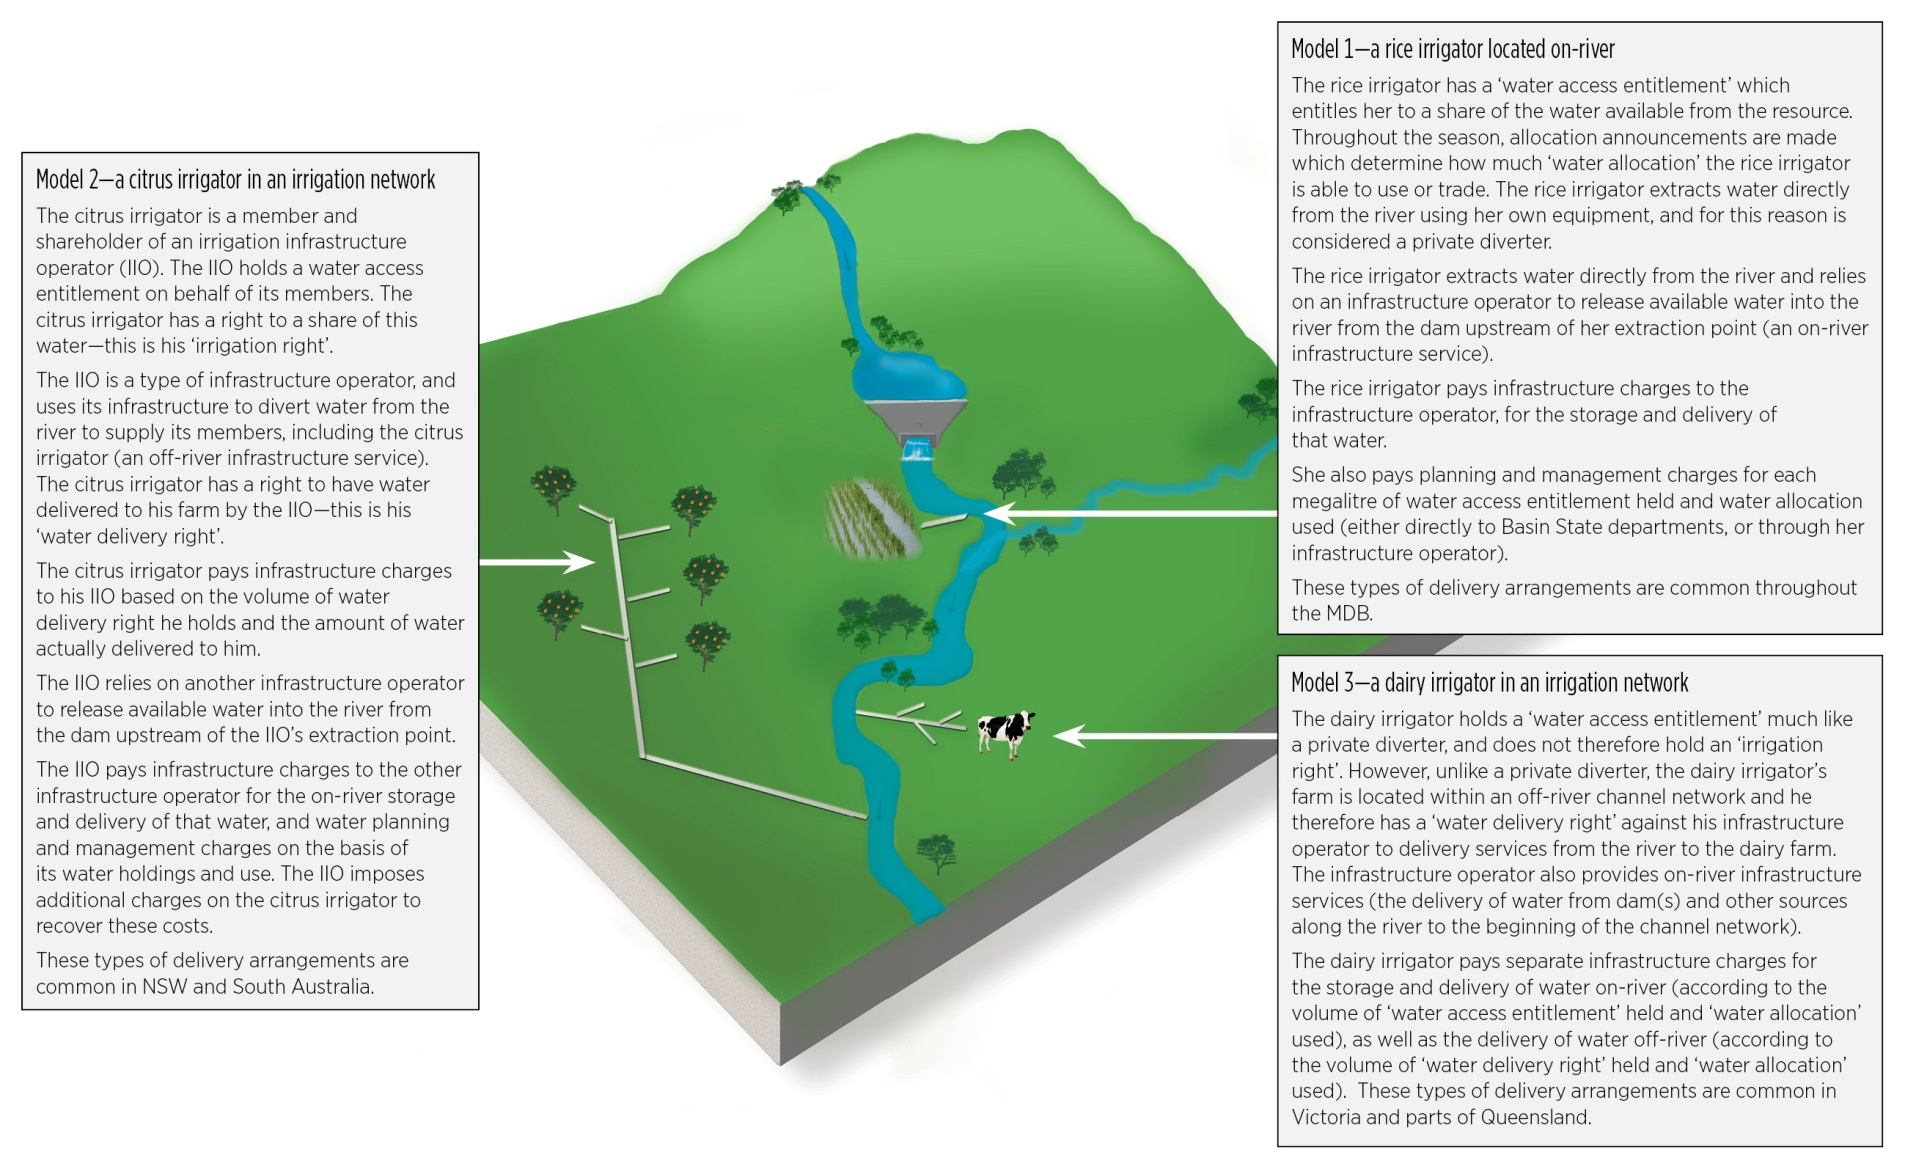 Model 1—a rice irrigator located on-river
The rice irrigator has a ‘water access entitlement’ which
entitles her to a share of the water available from the resource.
Throughout the season, allocation announcements are made
which determine how much ‘water allocation’ the rice irrigator
is able to use or trade. The rice irrigator extracts water directly
from the river using her own equipment, and for this reason is
considered a private diverter.
The rice irrigator extracts water directly from the river and relies
on an infrastructure operator to release available water into the
river from the dam upstream of her extraction point (an on-river
infrastructure service).
The rice irrigator pays infrastructure charges to the
infrastructure operator, for the storage and delivery of
that water.
She also pays planning and management charges for each
megalitre of water access entitlement held and water allocation
used (either directly to Basin State departments, or through her
infrastructure operator).
These types of delivery arrangements are common throughout
the MDB.
Model 2—a citrus irrigator in an irrigation network
The citrus irrigator is a member and
shareholder of an irrigation infrastructure
operator (IIO). The IIO holds a water access
entitlement on behalf of its members. The
citrus irrigator has a right to a share of this
water—this is his ‘irrigation right’.
The IIO is a type of infrastructure operator, and
uses its infrastructure to divert water from the
river to supply its members, including the citrus
irrigator (an off-river infrastructure service).
The citrus irrigator has a right to have water
delivered to his farm by the IIO—this is his
‘water delivery right’.
The citrus irrigator pays infrastructure charges
to his IIO based on the volume of water
delivery right he holds and the amount of water
actually delivered to him.
The IIO relies on another infrastructure operator
to release available water into the river from
the dam upstream of the IIO’s extraction point.
The IIO pays infrastructure charges to the other
infrastructure operator for the on-river storage
and delivery of that water, and water planning
and management charges on the basis of
its water holdings and use. The IIO imposes
additional charges on the citrus irrigator to
recover these costs.
These types of delivery arrangements are
common in NSW and South Australia.
Model 3—a dairy irrigator in an irrigation network
The dairy irrigator holds a ‘water access entitlement’ much like
a private diverter, and does not therefore hold an ‘irrigation
right’. However, unlike a private diverter, the dairy irrigator’s
farm is located within an off-river channel network and he
therefore has a ‘water delivery right’ against his infrastructure
operator to delivery services from the river to the dairy farm.
The infrastructure operator also provides on-river infrastructure
services (the delivery of water from dam(s) and other sources
along the river to the beginning of the channel network).
The dairy irrigator pays separate infrastructure charges for
the storage and delivery of water on-river (according to the
volume of ‘water access entitlement’ held and ‘water allocation’
used), as well as the delivery of water off-river (according to
the volume of ‘water delivery right’ held and ‘water allocation’
used).  These types of delivery arrangements are common in
Victoria and parts of Queensland.